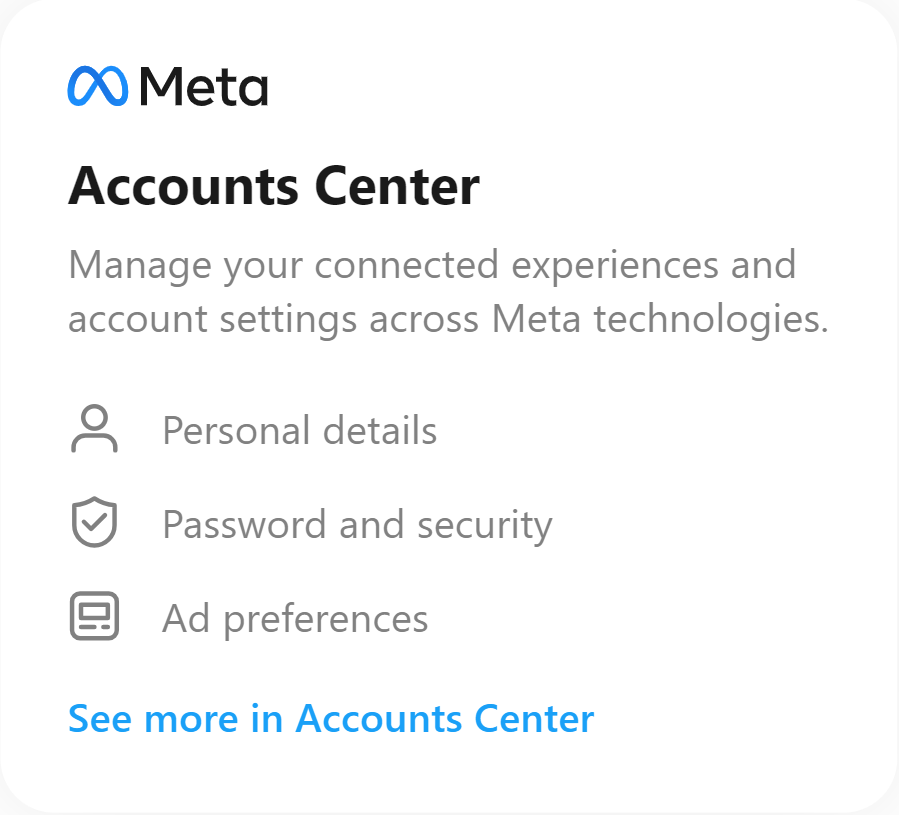 Meta
Accounts Center
Manage your connected experiences and
account settings across Meta technologies.
Personal details
Password and security
Ad preferences
See more in Accounts Center